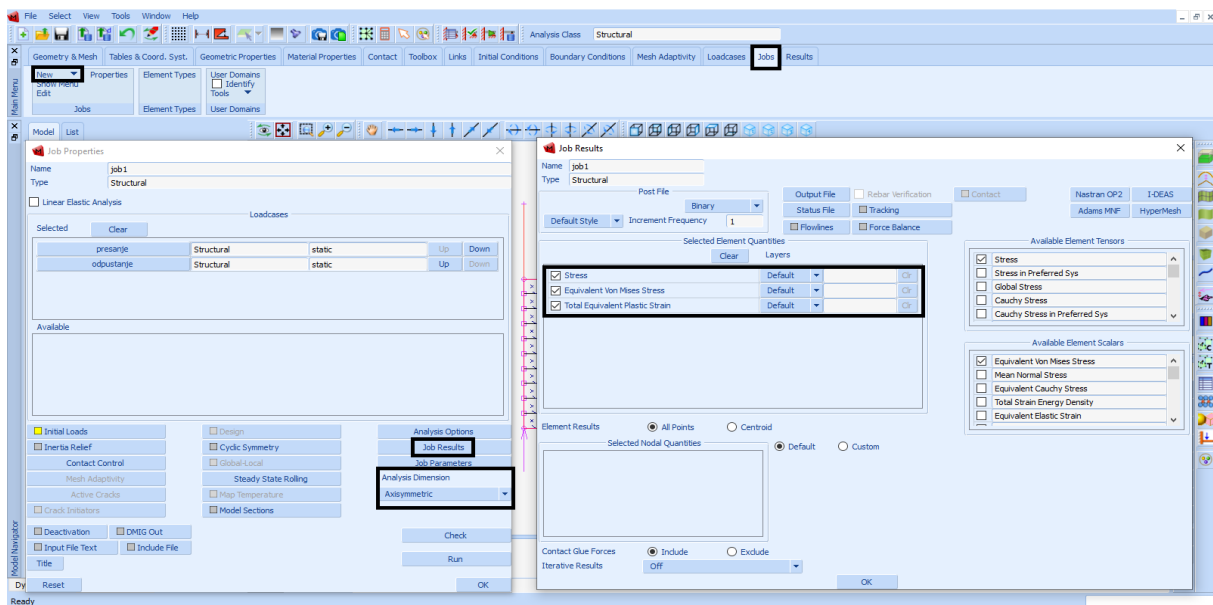 File Select View Tools Window Help
Analysis Class Structural
Geometry & Mesh Tables & Coord. Syst. Geometric Properties Material Properties Contact Toolbox Links Initial Conditions Boundary Conditions Mesh Adaptivity Loadcases Jobs Results
Main Menu
New Properties Element Types User Domains
Show Menu Identify
Edit Tools
Jobs Element Types User Domains
Model List
Job Properties
Name job1
Type Structural
Linear Elastic Analysis
Loadcases
Selected Clear
presanje Structural static Up Down
odpustanje Structural static Up Down
Available
Initial Loads Design Analysis Options
Inertia Relief Cyclic Symmetry Job Results
Contact Control Global-Local Job Parameters
Mesh Adaptivity Steady State Rolling Analysis Dimension
Active Cracks Map Temperature Axisymmetric
Crack Initiators Model Sections
Deactivation DMIG Out Check
Input File Text Include File
Title Run
Reset OK
Model Navigator
Dy
Ready
Job Results
Name job1
Type Structural
Post File
Binary
Default Style Increment Frequency 1
Output File Rebar Verification Contact Nastran OP2 I-DEAS
Status File Tracking Adams MNF HyperMesh
Flowlines Force Balance
Selected Element Quantities
Clear Layers
Stress Default Clr
Equivalent Von Mises Stress Default Clr
Total Equivalent Plastic Strain Default Clr
Available Element Tensors
Stress
Stress in Preferred Sys
Global Stress
Cauchy Stress
Cauchy Stress in Preferred Sys
Available Element Scalars
Equivalent Von Mises Stress
Mean Normal Stress
Equivalent Cauchy Stress
Total Strain Energy Density
Equivalent Elastic Strain
Element Results All Points Centroid
Selected Nodal Quantities Default Custom
Contact Glue Forces Include Exclude
Iterative Results Off
OK